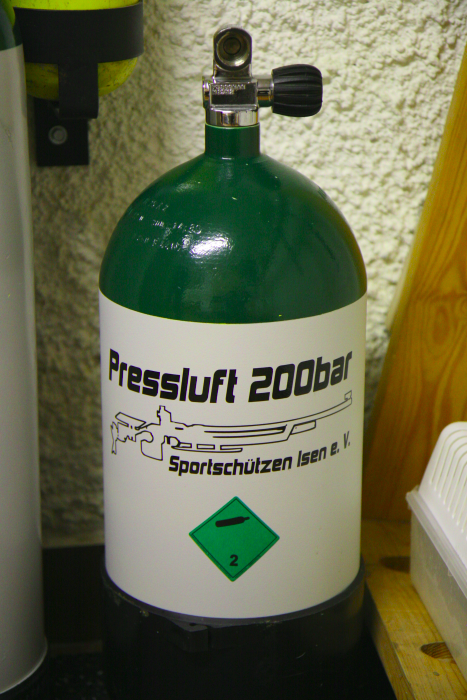 Pressluft 200bar
Sportschützen Isen e. V.
2